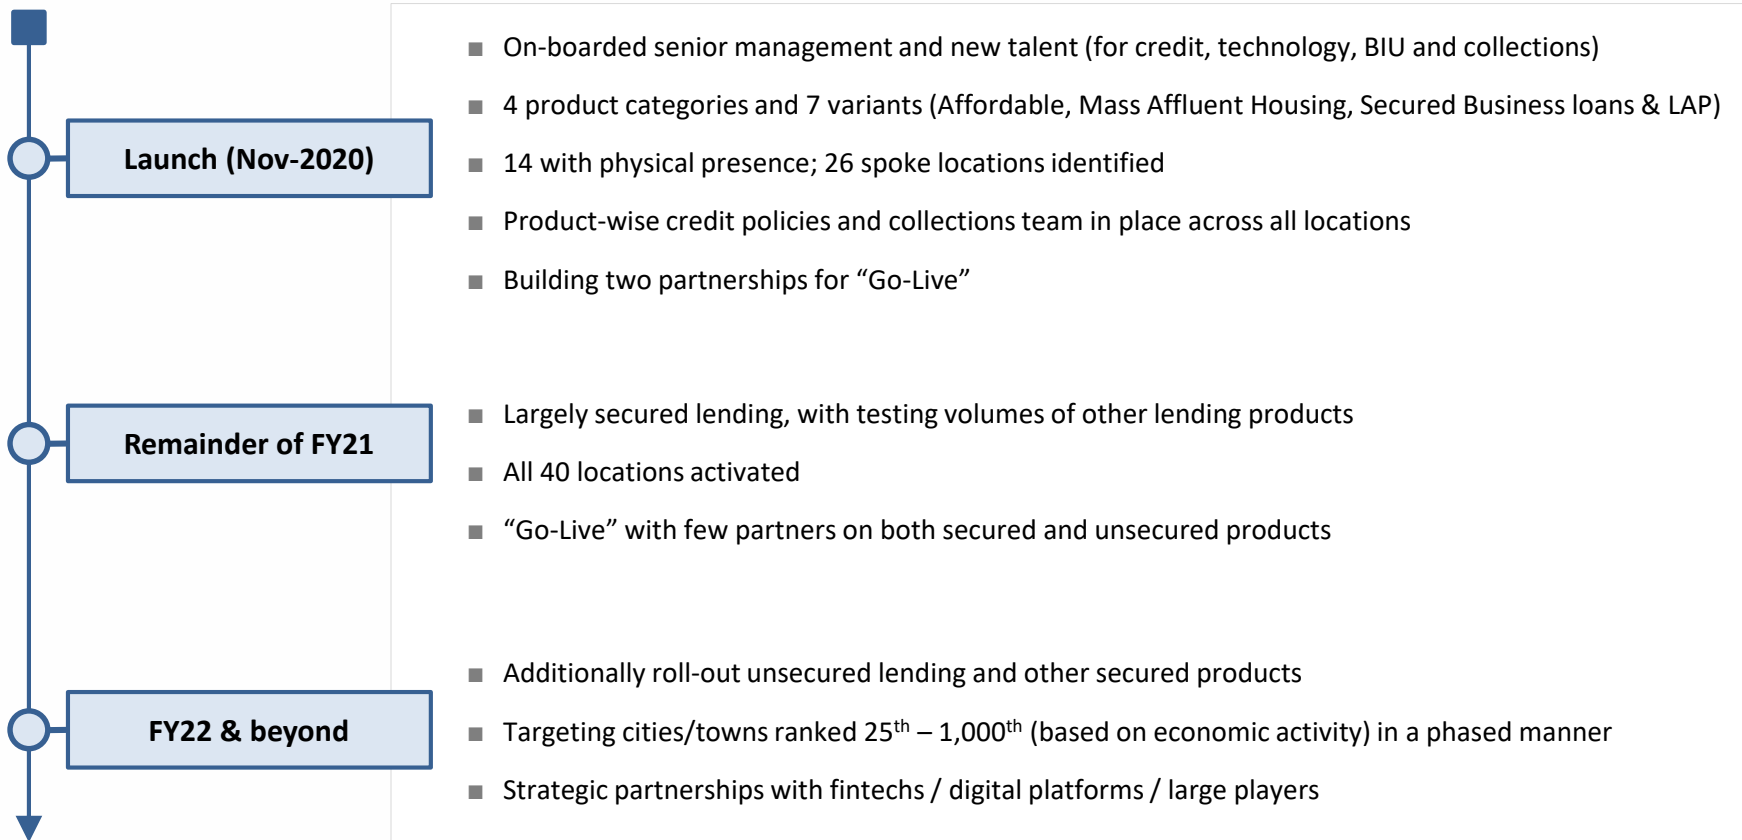 Launch (Nov-2020)
■ On-boarded senior management and new talent (for credit, technology, BIU and collections)
■ 4 product categories and 7 variants (Affordable, Mass Affluent Housing, Secured Business loans & LAP)
■ 14 with physical presence; 26 spoke locations identified
■ Product-wise credit policies and collections team in place across all locations
■ Building two partnerships for “Go-Live”
Remainder of FY21
■ Largely secured lending, with testing volumes of other lending products
■ All 40 locations activated
■ “Go-Live” with few partners on both secured and unsecured products
FY22 & beyond
■ Additionally roll-out unsecured lending and other secured products
■ Targeting cities/towns ranked 25th – 1,000th (based on economic activity) in a phased manner
■ Strategic partnerships with fintechs / digital platforms / large players